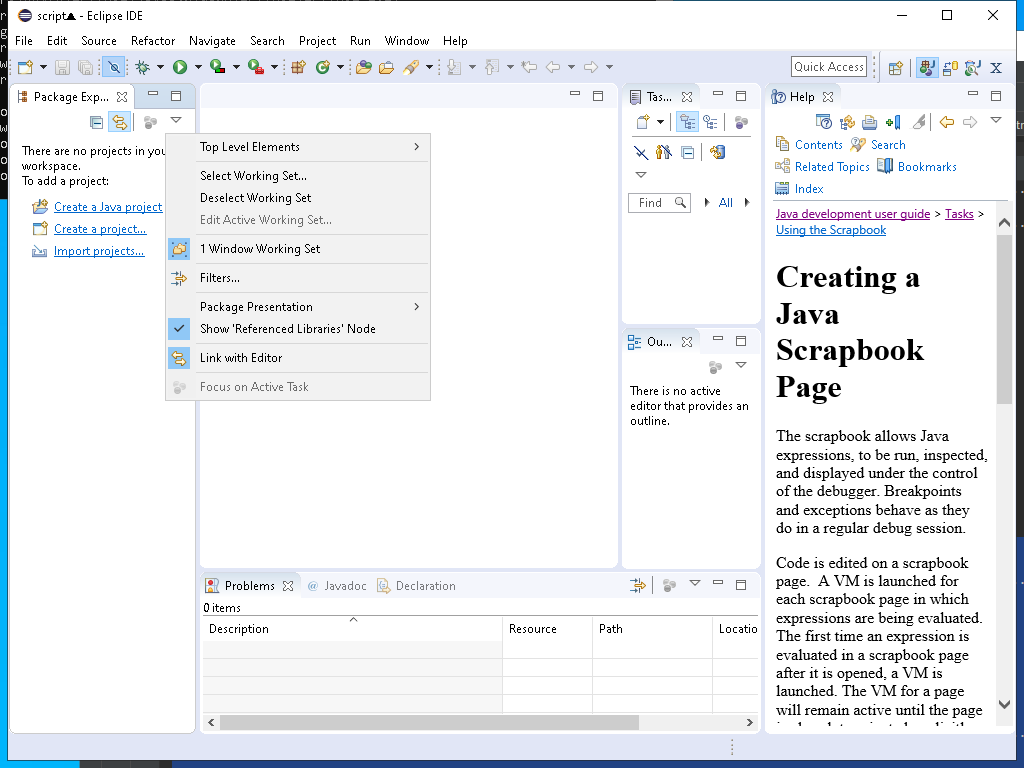 script▲ - Eclipse IDE
File Edit Source Refactor Navigate Search Project Run Window Help
Quick Access
Package Exp...
There are no projects in you
workspace.
To add a project:
Create a Java project
Create a project...
Import projects...
Top Level Elements
Select Working Set...
Deselect Working Set
Edit Active Working Set...
1 Window Working Set
Filters...
Package Presentation
Show 'Referenced Libraries' Node
Link with Editor
Focus on Active Task
Tas...
Find
All
Ou...
There is no active
editor that provides an
outline.
Problems @ Javadoc Declaration
0 items
Description Resource Path Locatio
Help
Contents Search
Related Topics Bookmarks
Index
Java development user guide > Tasks >
Using the Scrapbook
Creating a
Java
Scrapbook
Page
The scrapbook allows Java
expressions, to be run, inspected,
and displayed under the control
of the debugger. Breakpoints
and exceptions behave as they
do in a regular debug session.
Code is edited on a scrapbook
page. A VM is launched for
each scrapbook page in which
expressions are being evaluated.
The first time an expression is
evaluated in a scrapbook page
after it is opened, a VM is
launched. The VM for a page
will remain active until the page